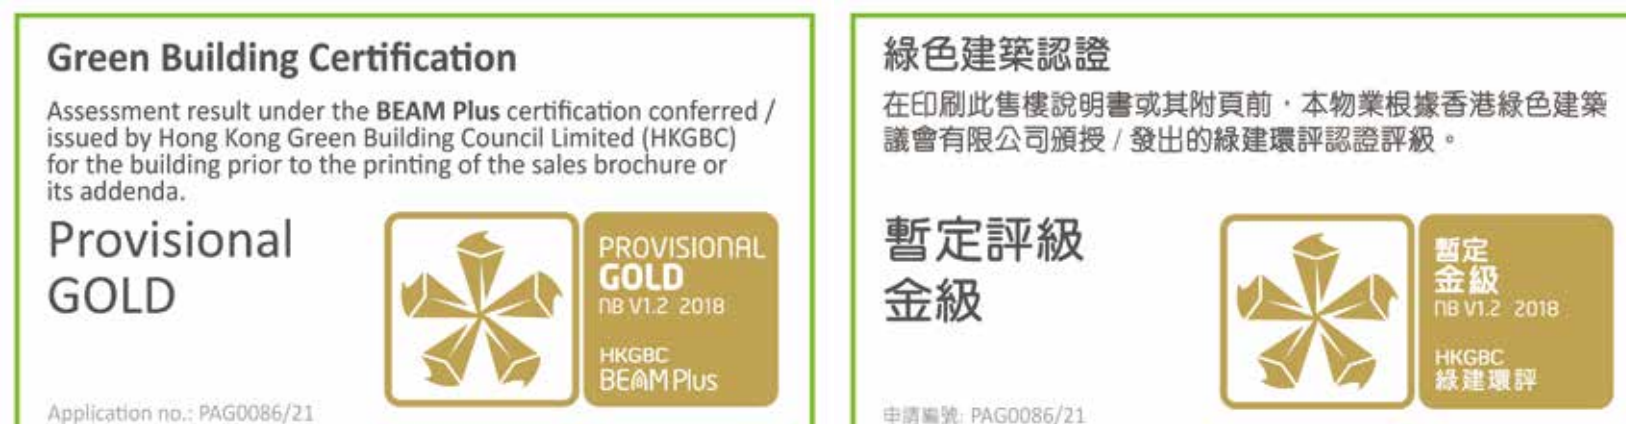 Green Building Certification
Assessment result under the BEAM Plus certification conferred /
issued by Hong Kong Green Building Council Limited (HKGBC)
for the building prior to the printing of the sales brochure or
its addenda.
Provisional
GOLD
PROVISIONAL
GOLD
NB V1.2 2018
HKGBC
BEAM Plus
Application no.: PAG0086/21
綠色建築認證
在印刷此售樓說明書或其附頁前，本物業根據香港綠色建築
議會有限公司頒授 / 發出的綠建環評認證評級。
暫定評級
金級
暫定
金級
NB V1.2 2018
HKGBC
綠建環評
申請編號: PAG0086/21